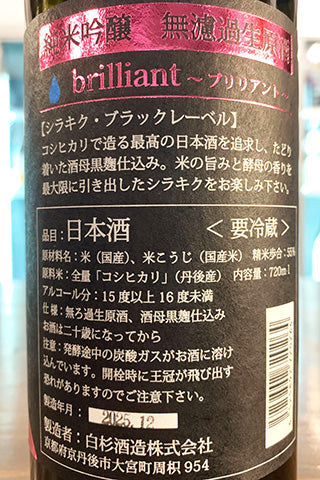 純米吟醸 無濾過生原酒
brilliant ～ブリリアント～
【シラキク・ブラックレーベル】
コシヒカリで造る最高の日本酒を追求し、たどり
着いた酒母黒麹仕込み。米の旨みと酵母の香りを
最大限に引き出したシラキクをお楽しみ下さい。
品目：日本酒 ＜要冷蔵＞
原材料名：米（国産）、米こうじ（国産米） 精米歩合：55%
原料米：全量「コシヒカリ」（丹後産） 内容量：720ml
アルコール分：15度以上16度未満
仕様：無ろ過生原酒、酒母黒麹仕込み
お酒は二十歳になってから
注意：発酵途中の炭酸ガスがお酒に溶け
込んでいます。開栓時に王冠が飛び出す
恐れがありますのでご注意下さい。
製造年月：2025.12
製造者：白杉酒造株式会社
京都府京丹後市大宮町周枳954